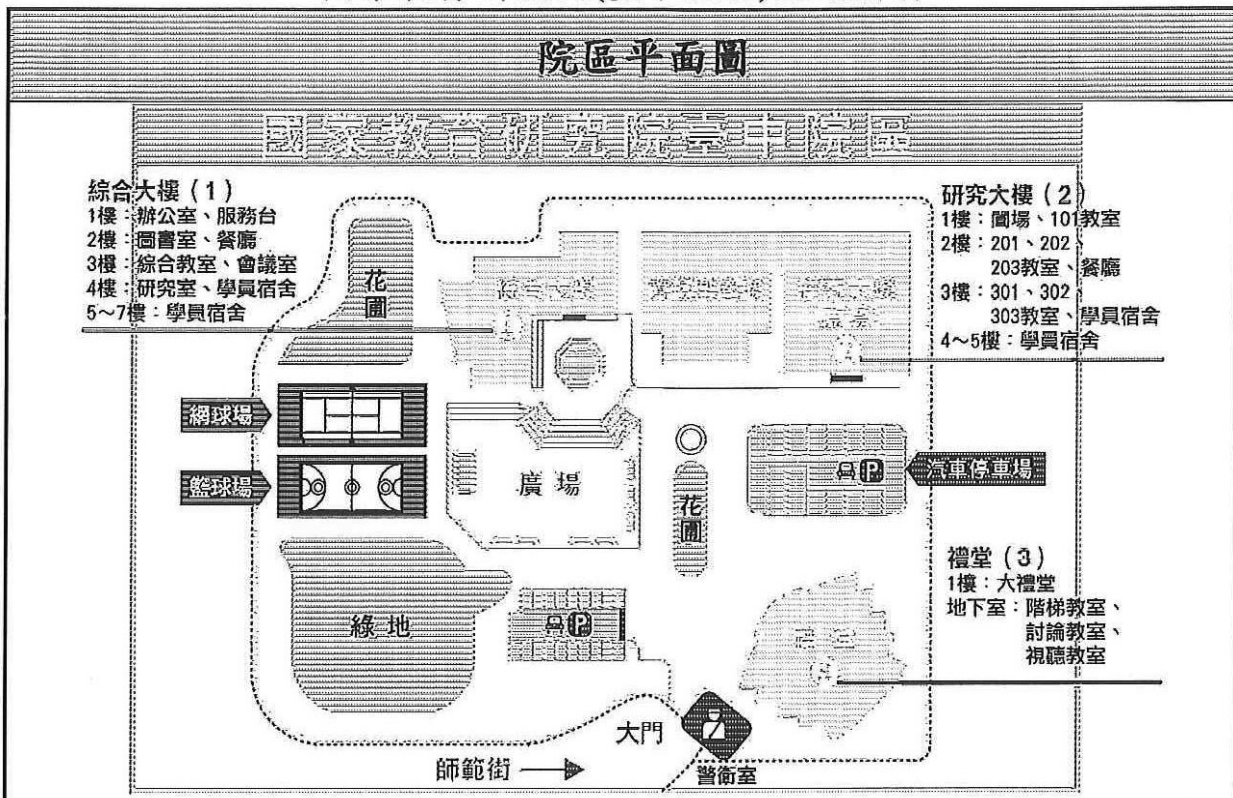 院區平面圖
國家教育研究院臺中院區
綜合大樓(1)
1樓:辦公室、服務台
2樓:圖書室、餐廳
3樓:綜合教室、會議室
4樓:研究室、學員宿舍
5~7樓:學員宿舍
研究大樓(2)
1樓:闈場、101教室
2樓:201、202、
203教室、餐廳
3樓:301、302、
303教室、學員宿舍
4~5樓:學員宿舍
花圃
綜合大樓
網球場
籃球場
廣場
花圃
P
汽車停車場
禮堂(3)
1樓:大禮堂
地下室:階梯教室、
討論教室、
視聽教室
綠地
P
大門
師範街
警衛室